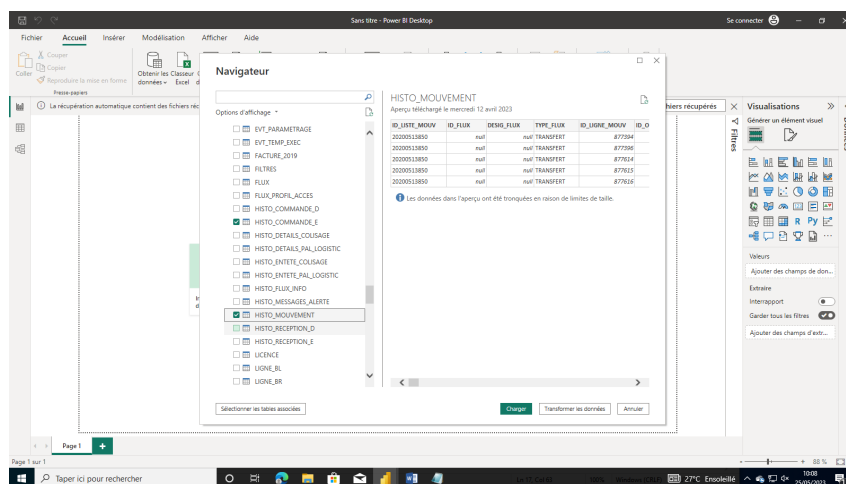 Sans titre - Power BI Desktop
Se connecter
Fichier
Accueil
Insérer
Modélisation
Afficher
Aide
Coller
Couper
Copier
Reproduire la mise en forme
Presse-papiers
Obtenir les données
Classeur Excel
La récupération automatique contient des fichiers réc
hiers récupérés
Navigateur
Options d'affichage
EVT_PARAMETRAGE
EVT_TEMP_EXEC
FACTURE_2019
FILTRES
FLUX
FLUX_PROFIL_ACCES
HISTO_COMMANDE_D
HISTO_COMMANDE_E
HISTO_DETAILS_COLISAGE
HISTO_DETAILS_PAL_LOGISTIC
HISTO_ENTETE_COLISAGE
HISTO_ENTETE_PAL_LOGISTIC
HISTO_FLUX_INFO
HISTO_MESSAGES_ALERTE
HISTO_MOUVEMENT
HISTO_RECEPTION_D
HISTO_RECEPTION_E
LICENCE
LIGNE_BL
LIGNE_BR
Sélectionner les tables associées
HISTO_MOUVEMENT
Aperçu téléchargé le mercredi 12 avril 2023
ID_LISTE_MOUV ID_FLUX DESIG_FLUX TYPE_FLUX ID_LIGNE_MOUV ID_O
20200513850 null null TRANSFERT 877394
20200513850 null null TRANSFERT 877396
20200513850 null null TRANSFERT 877614
20200513850 null null TRANSFERT 877615
20200513850 null null TRANSFERT 877616
Les données dans l'aperçu ont été tronquées en raison de limites de taille.
Charger
Transformer les données
Annuler
Filtres
Visualisations
Générer un élément visuel
R Py
Valeurs
Ajouter des champs de don...
Extraire
Interrapport
Garder tous les filtres
Ajouter des champs d'extr...
Données
Page 1
Page 1 sur 1
88 %
Taper ici pour rechercher
27°C Ensoleillé
10:08
25/05/2023